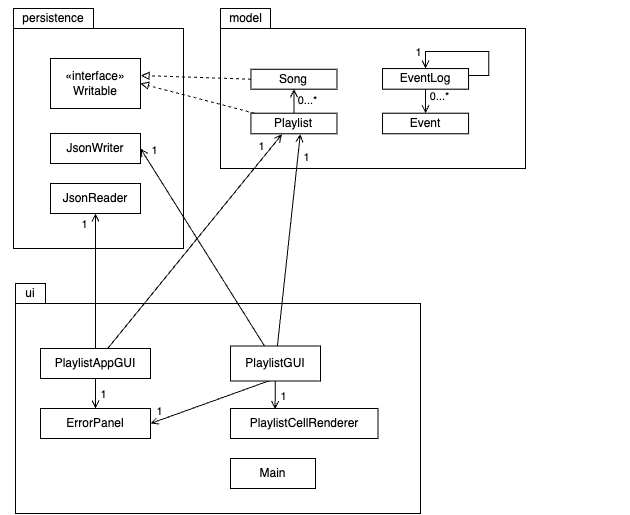 persistence
model
«interface»
Writable
Song
1
EventLog
0...*
0...*
Playlist
Event
JsonWriter
1
1
1
JsonReader
1
ui
PlaylistAppGUI
PlaylistGUI
1
1
1
ErrorPanel
PlaylistCellRenderer
Main